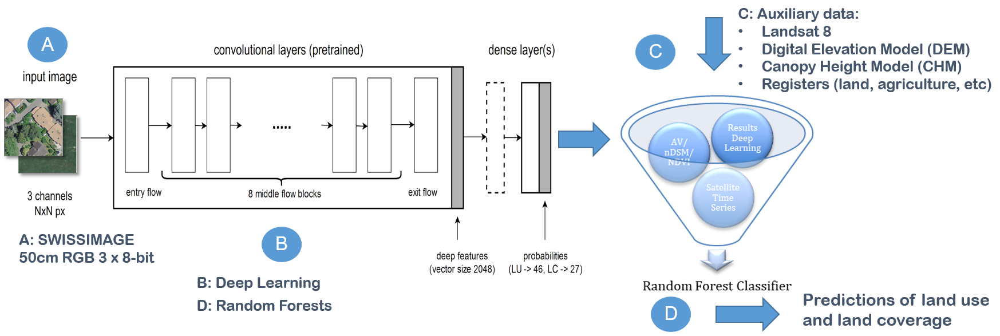 A
input image
3 channels
NxN px
A: SWISSIMAGE
50cm RGB 3 x 8-bit
convolutional layers (pretrained)
.....
entry flow
8 middle flow blocks
exit flow
dense layer(s)
deep features
(vector size 2048)
probabilities
(LU -> 46, LC -> 27)
B
B: Deep Learning
D: Random Forests
C
C: Auxiliary data:
• Landsat 8
• Digital Elevation Model (DEM)
• Canopy Height Model (CHM)
• Registers (land, agriculture, etc)
AV/
nDSM/
NDVI
Results
Deep
Learning
Satellite
Time
Series
Random Forest Classifier
D
Predictions of land use
and land coverage